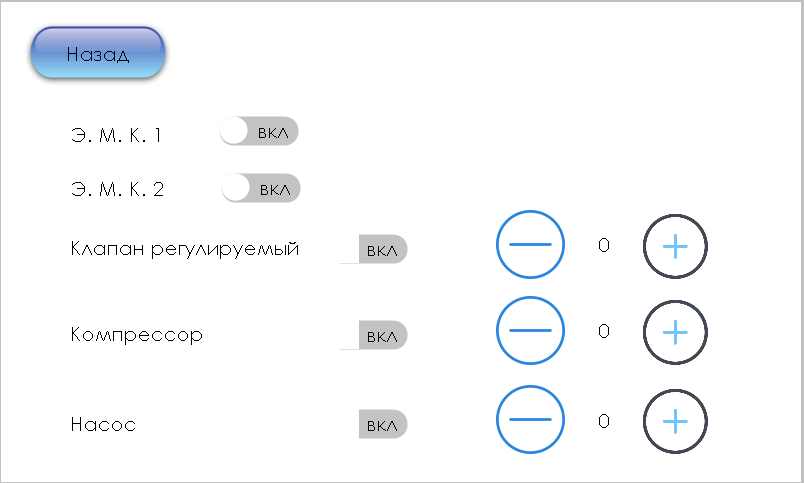 Назад
Э. М. К. 1 ВКЛ
Э. М. К. 2 ВКЛ
Клапан регулируемый ВКЛ 0
Компрессор ВКЛ 0
Насос ВКЛ 0